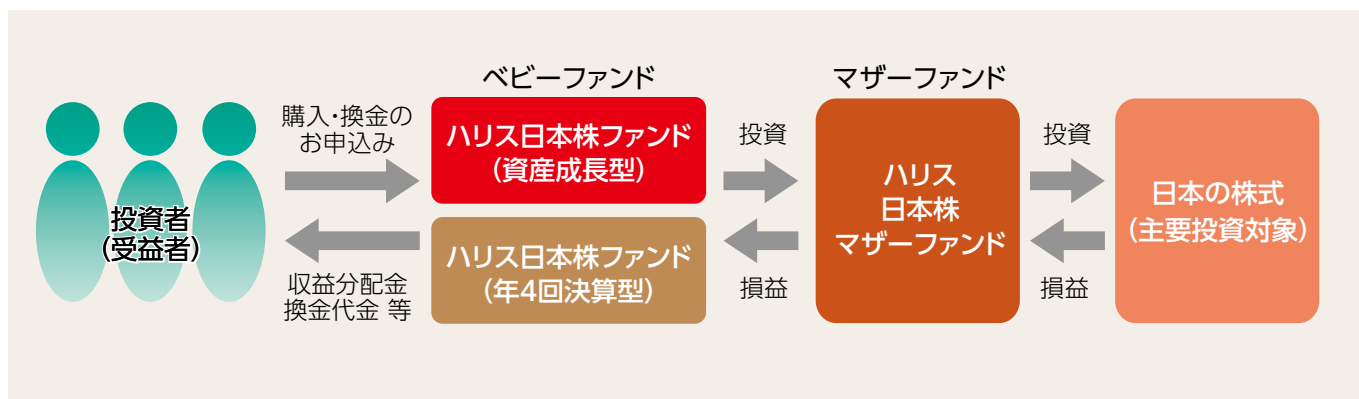 ベビーファンド
マザーファンド
購入・換金の
お申込み
投資者
(受益者)
収益分配金
換金代金 等
ハリス日本株ファンド
(資産成長型)
ハリス日本株ファンド
(年4回決算型)
投資
損益
ハリス
日本株
マザーファンド
投資
損益
日本の株式
(主要投資対象)